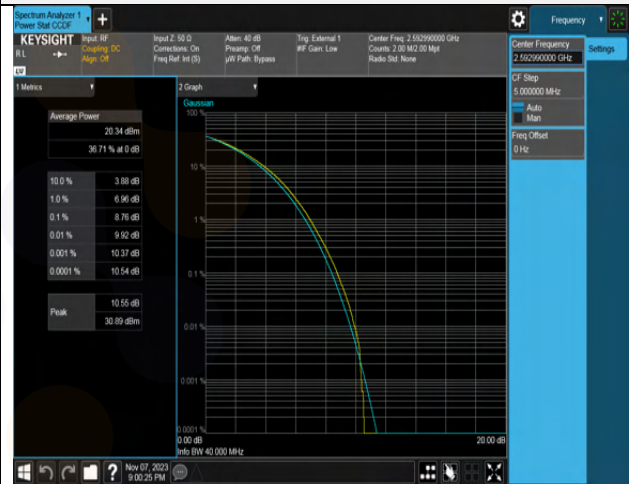 Spectrum Analyzer 1
Power Stat CCDF
+
Frequency
KEYSIGHT
RL
Input: RF
Coupling: DC
Align: Off
Input Z: 50 Ω
Corrections: On
Freq Ref: Int (S)
Atten: 40 dB
Preamp: Off
µW Path: Bypass
Trig: External 1
#IF Gain: Low
Center Freq: 2.592990000 GHz
Counts: 2.00 M/2.00 Mpt
Radio Std: None
Center Frequency
2.592990000 GHz
Settings
CF Step
5.000000 MHz
Auto
Man
Freq Offset
0 Hz
1 Metrics
2 Graph
Gaussian
Average Power
20.34 dBm
36.71 % at 0 dB
10.0 % 3.88 dB
1.0 % 6.96 dB
0.1 % 8.76 dB
0.01 % 9.92 dB
0.001 % 10.37 dB
0.0001 % 10.54 dB
Peak 10.55 dB
30.89 dBm
100 %
10 %
1 %
0.1 %
0.01 %
0.001 %
0.0001 %
0.00 dB
20.00 dB
Info BW 40.000 MHz
?
Nov 07, 2023
9:00:25 PM